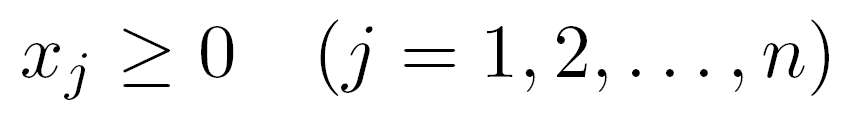 x_j ≥ 0 (j = 1, 2, . . . , n)